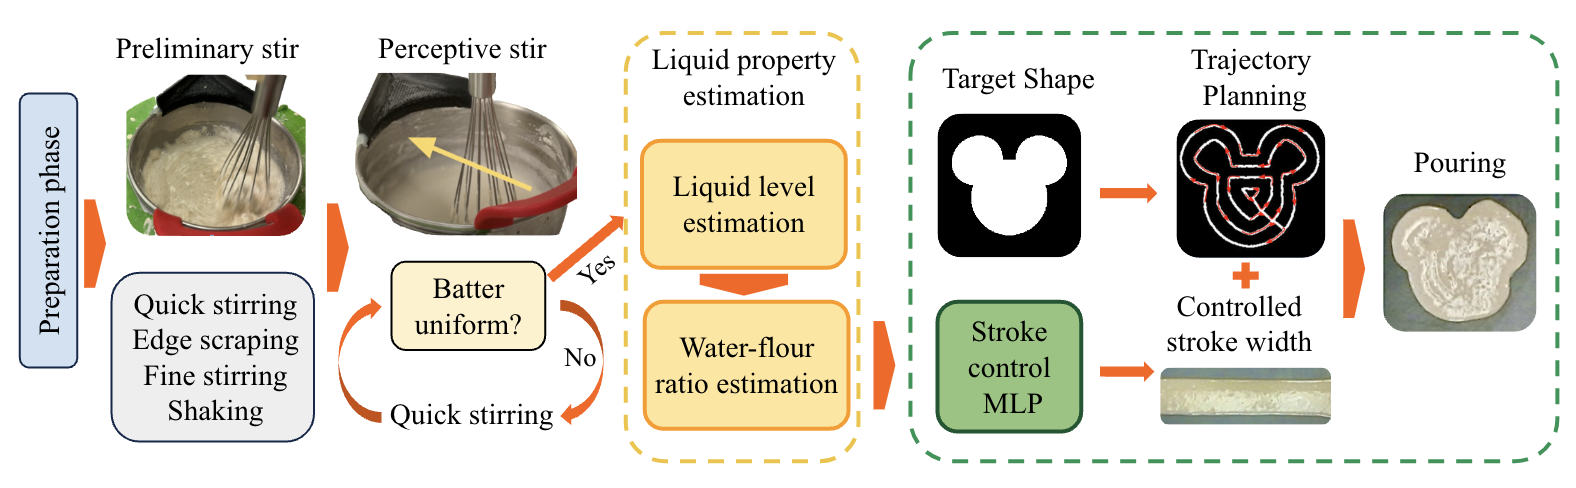 Preparation phase
Preliminary stir
Quick stirring
Edge scraping
Fine stirring
Shaking
Perceptive stir
Batter
uniform?
Yes
No
Quick stirring
Liquid property
estimation
Liquid level
estimation
Water-flour
ratio estimation
Target Shape
Trajectory
Planning
Stroke
control
MLP
Controlled
stroke width
Pouring